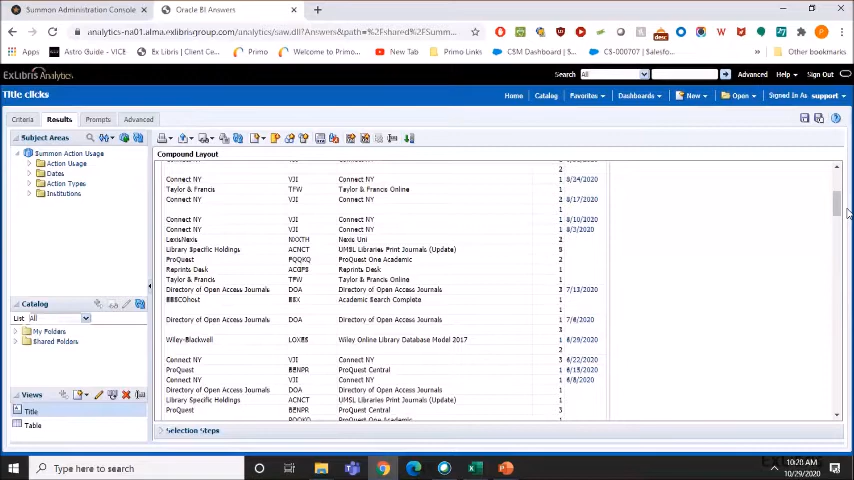 Summon Administration Console
Oracle BI Answers
analytics-na01.alma.exlibrisgroup.com/analytics/saw.dll?Answers&path=%2Fshared%2FSumm...
Apps Astro Guide - VICE Ex Libris | Client Ce... Primo Welcome to Primo... New Tab Primo Links CSM Dashboard | S... CS-000707 | Salesfo... Other bookmarks
ExLibris Analytics Search All Advanced Help Sign Out
Title clicks Home Catalog Favorites Dashboards New Open Signed In As support
Criteria Results Prompts Advanced
Subject Areas
Compound Layout
Summon Action Usage
Action Usage
Dates
Action Types
Institutions
2
Connect NY VJI Connect NY 1 8/24/2020
Taylor & Francis TFW Taylor & Francis Online 1
Connect NY VJI Connect NY 2 8/17/2020
1
Connect NY VJI Connect NY 1 8/10/2020
Connect NY VJI Connect NY 1 8/3/2020
LexisNexis NXXTH Nexis Uni 2
Library Specific Holdings ACNCT UMSL Libraries Print Journals (Update)
ProQuest PQQKQ ProQuest One Academic 2
Reprints Desk ACGPS Reprints Desk 1
Taylor & Francis TFW Taylor & Francis Online 1
Directory of Open Access Journals DOA Directory of Open Access Journals 3 7/13/2020
EBSCOhost EBX Academic Search Complete 1
1
Directory of Open Access Journals DOA Directory of Open Access Journals 1 7/6/2020
3
Wiley-Blackwell LOXES Wiley Online Library Database Model 2017 1 6/29/2020
2
Connect NY VJI Connect NY 3 6/22/2020
ProQuest BENPR ProQuest Central 1 6/15/2020
Connect NY VJI Connect NY 1 6/8/2020
Directory of Open Access Journals DOA Directory of Open Access Journals 1
Library Specific Holdings ACNCT UMSL Libraries Print Journals (Update) 1
ProQuest BENPR ProQuest Central 3
PQQKQ ProQuest One Academic 1
Catalog
List All
My Folders
Shared Folders
Views
Title
Table
Selection Steps
Type here to search
10:28 AM
10/29/2020